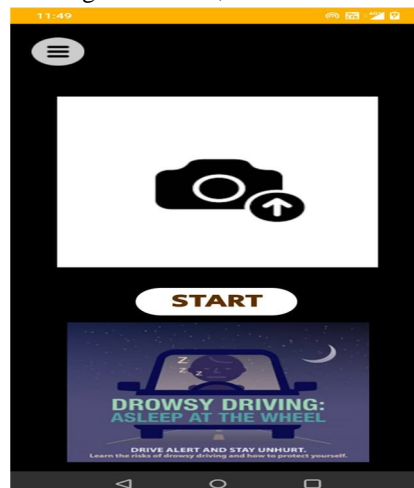 11:49
START
Z
Z
Z
DROWSY DRIVING:
ASLEEP AT THE WHEEL
DRIVE ALERT AND STAY UNHURT.
Learn the risks of drowsy driving and how to protect yourself.